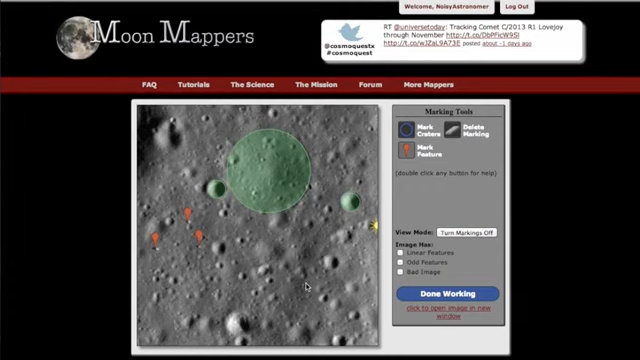 Welcome, NoisyAstronomer
Log Out
Moon Mappers
@cosmoquestx
#cosmoquest
RT @universetoday: Tracking Comet C/2013 R1 Lovejoy
through November http://t.co/DbPFicW9SI
http://t.co/wJZaL9A73E posted about -1 days ago
FAQ Tutorials The Science The Mission Forum More Mappers
Marking Tools
Mark
Craters
Delete
Marking
Mark
Feature
(double click any button for help)
View Mode: Turn Markings Off
Image Has:
Linear Features
Odd Features
Bad Image
Done Working
click to open image in new
window